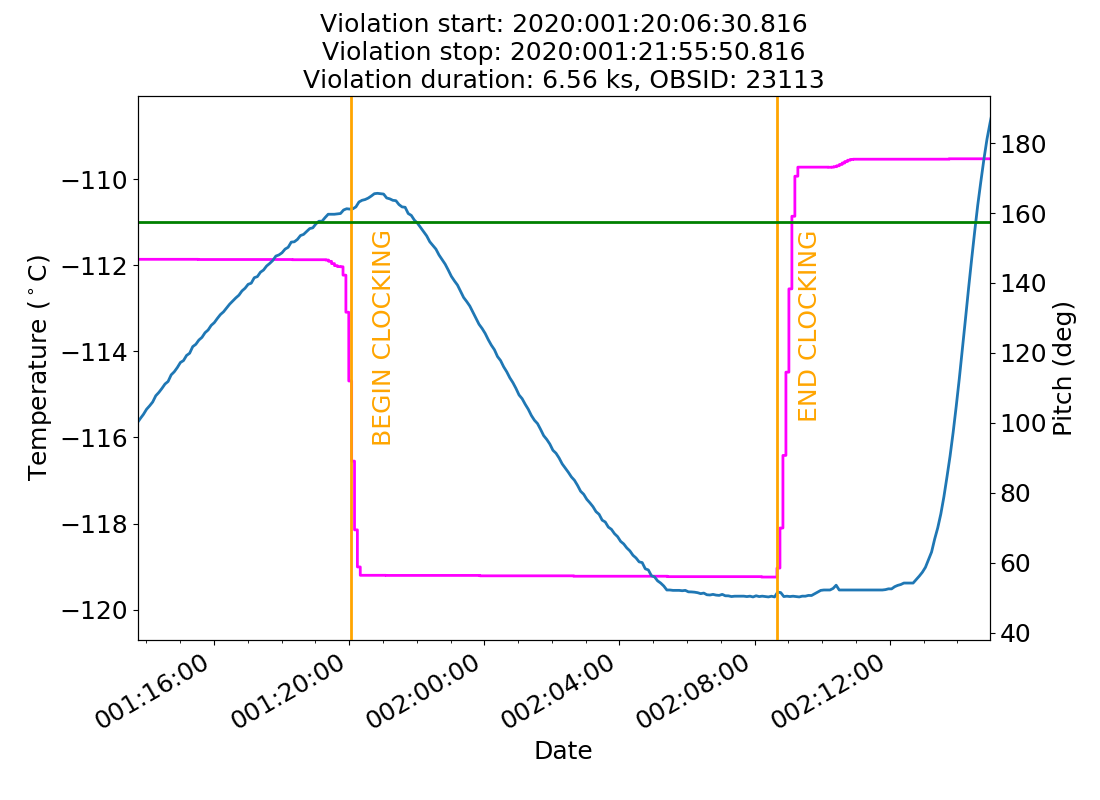 Violation start: 2020:001:20:06:30.816
Violation stop: 2020:001:21:55:50.816
Violation duration: 6.56 ks, OBSID: 23113
Temperature (°C)
−110
−112
−114
−116
−118
−120
BEGIN CLOCKING
END CLOCKING
180
160
140
120
100
80
60
40
Pitch (deg)
001:16:00
001:20:00
002:00:00
002:04:00
002:08:00
002:12:00
Date